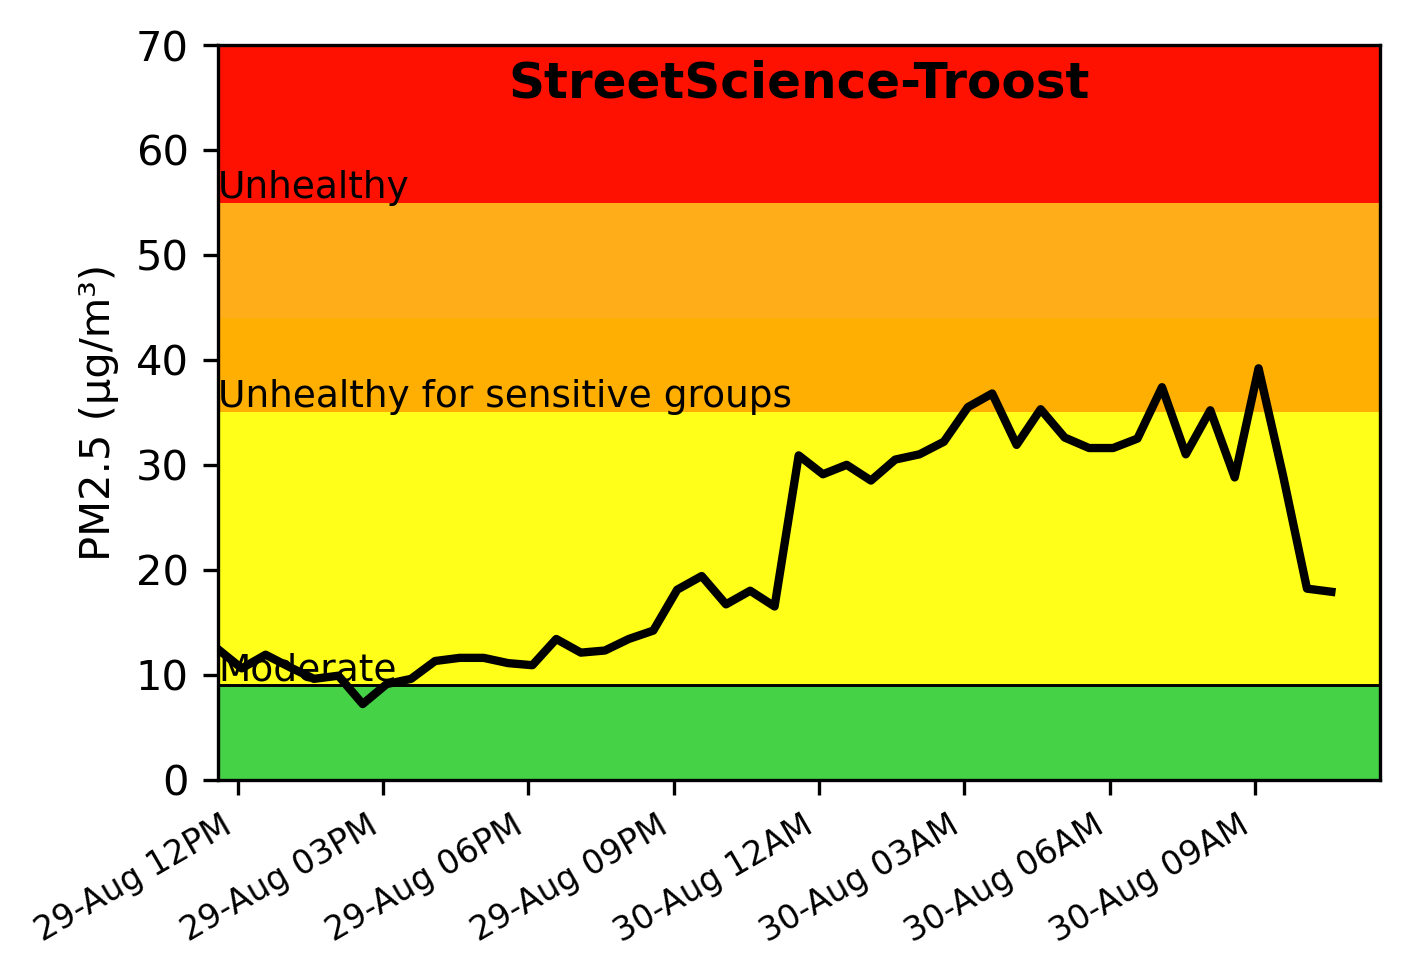 StreetScience-Troost
PM2.5 (µg/m³)
70
60
50
40
30
20
10
0
Unhealthy
Unhealthy for sensitive groups
Moderate
29-Aug 12PM
29-Aug 03PM
29-Aug 06PM
29-Aug 09PM
30-Aug 12AM
30-Aug 03AM
30-Aug 06AM
30-Aug 09AM